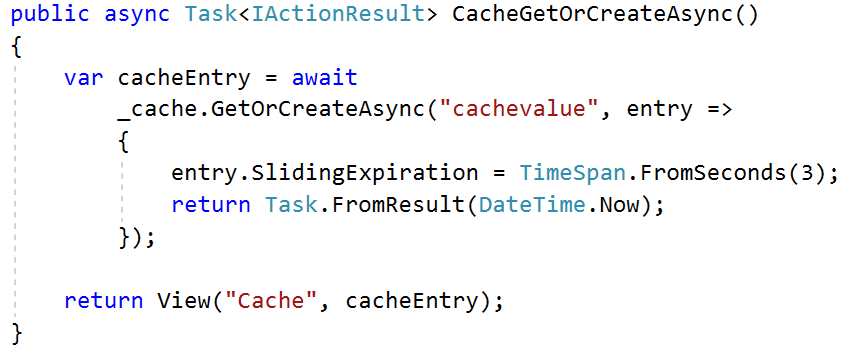 public async Task<IActionResult> CacheGetOrCreateAsync()
{
    var cacheEntry = await
        _cache.GetOrCreateAsync("cachevalue", entry =>
        {
            entry.SlidingExpiration = TimeSpan.FromSeconds(3);
            return Task.FromResult(DateTime.Now);
        });

    return View("Cache", cacheEntry);
}